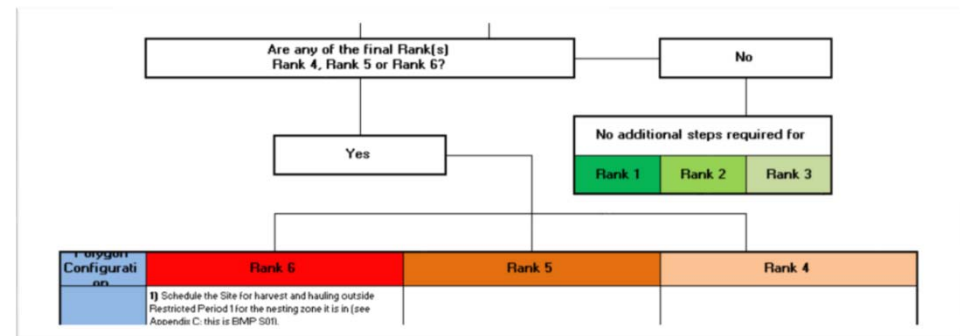 Are any of the final Rank(s)
Rank 4, Rank 5 or Rank 6?
No
No additional steps required for
Rank 1
Rank 2
Rank 3
Yes
Polygon
Configurati
on
Rank 6
Rank 5
Rank 4
1) Schedule the Site for harvest and hauling outside
Restricted Period 1 for the nesting zone it is in (see
Appendix C; this is BMP S01).